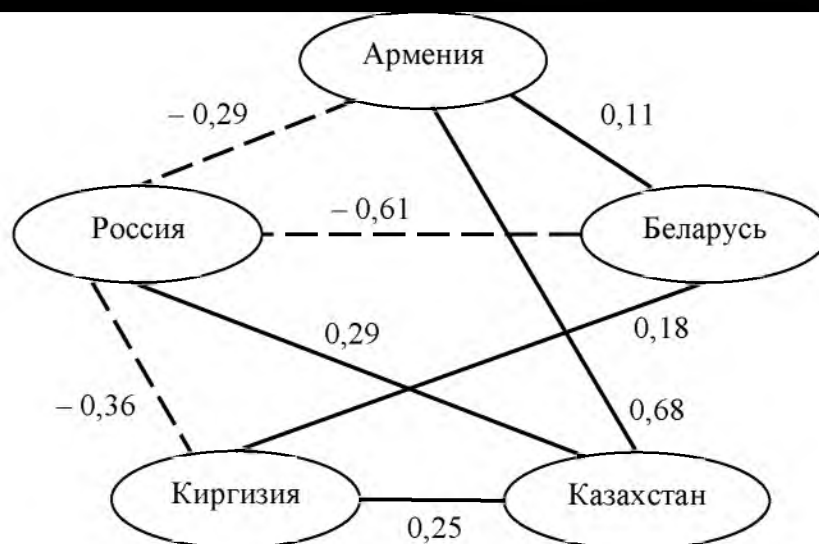 Армения
– 0,29
0,11
– 0,61
Россия
Беларусь
0,29
0,18
– 0,36
0,68
Киргизия
Казахстан
0,25